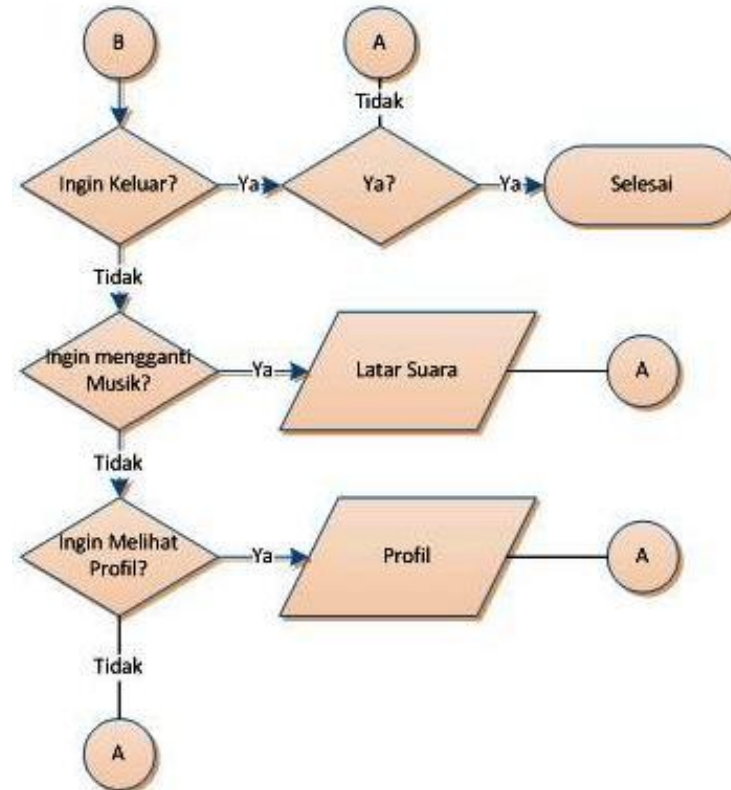 B
A
Tidak
Ingin Keluar?
Ya
Ya?
Ya
Selesai
Tidak
Ingin mengganti
Musik?
Ya
Latar Suara
A
Tidak
Ingin Melihat
Profil?
Ya
Profil
A
Tidak
A